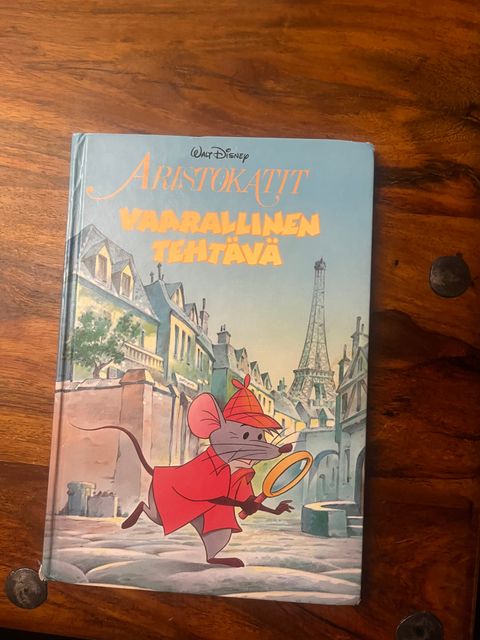 Walt Disney
ARISTOKATIT
VAARALLINEN
TEHTÄVÄ